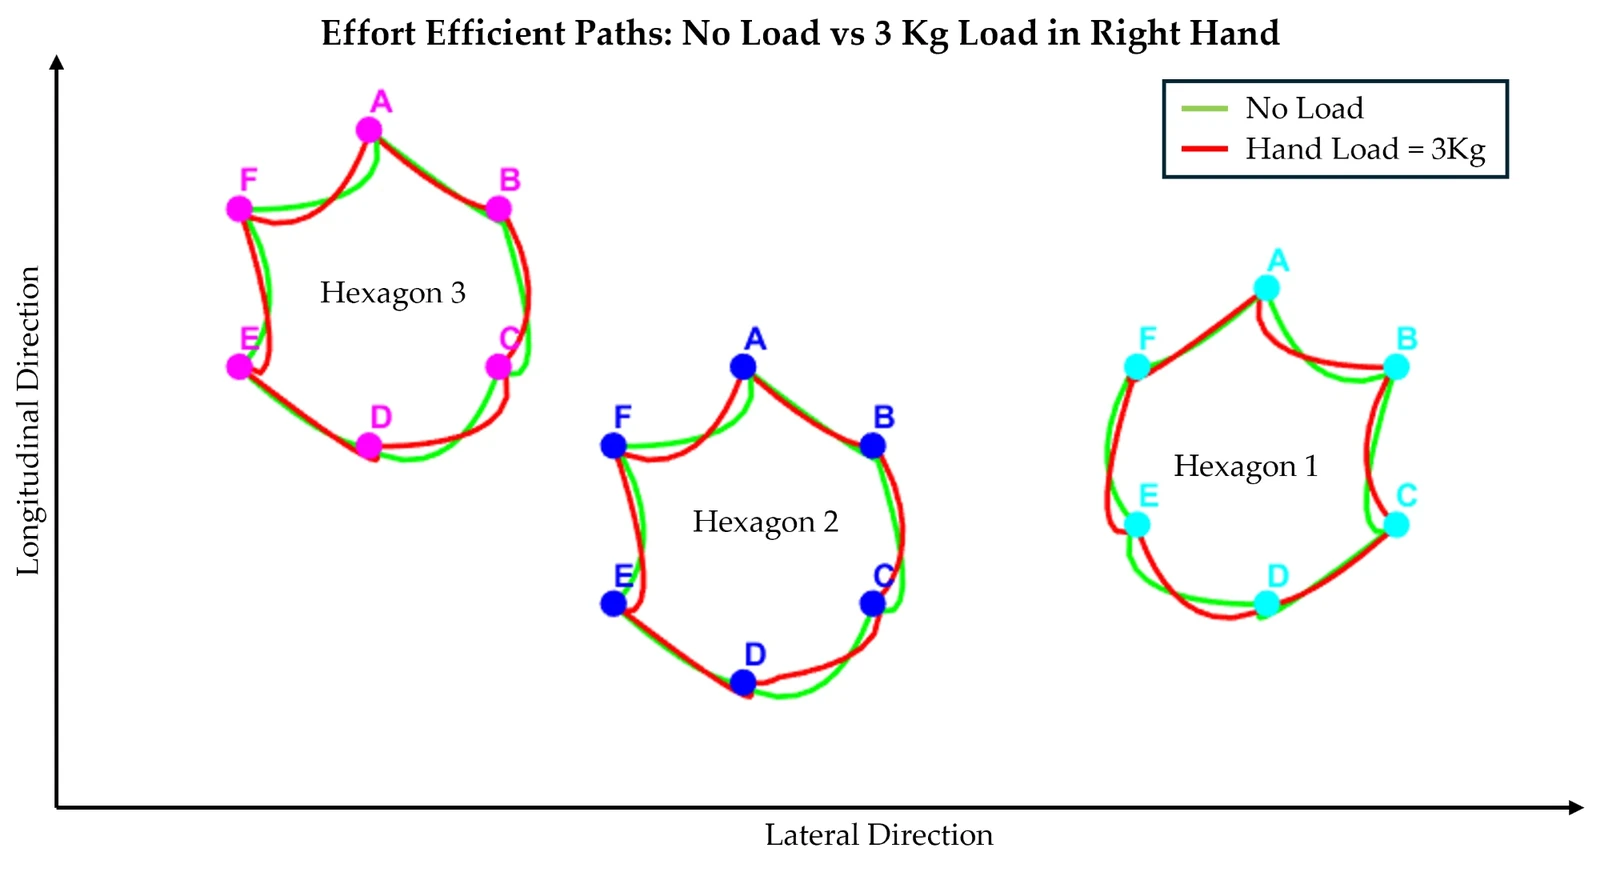 Effort Efficient Paths: No Load vs 3 Kg Load in Right Hand
No Load
Hand Load = 3Kg
Longitudinal Direction
A
F
B
Hexagon 3
E
C
D
A
F
B
Hexagon 2
E
C
D
A
F
B
Hexagon 1
E
C
D
Lateral Direction